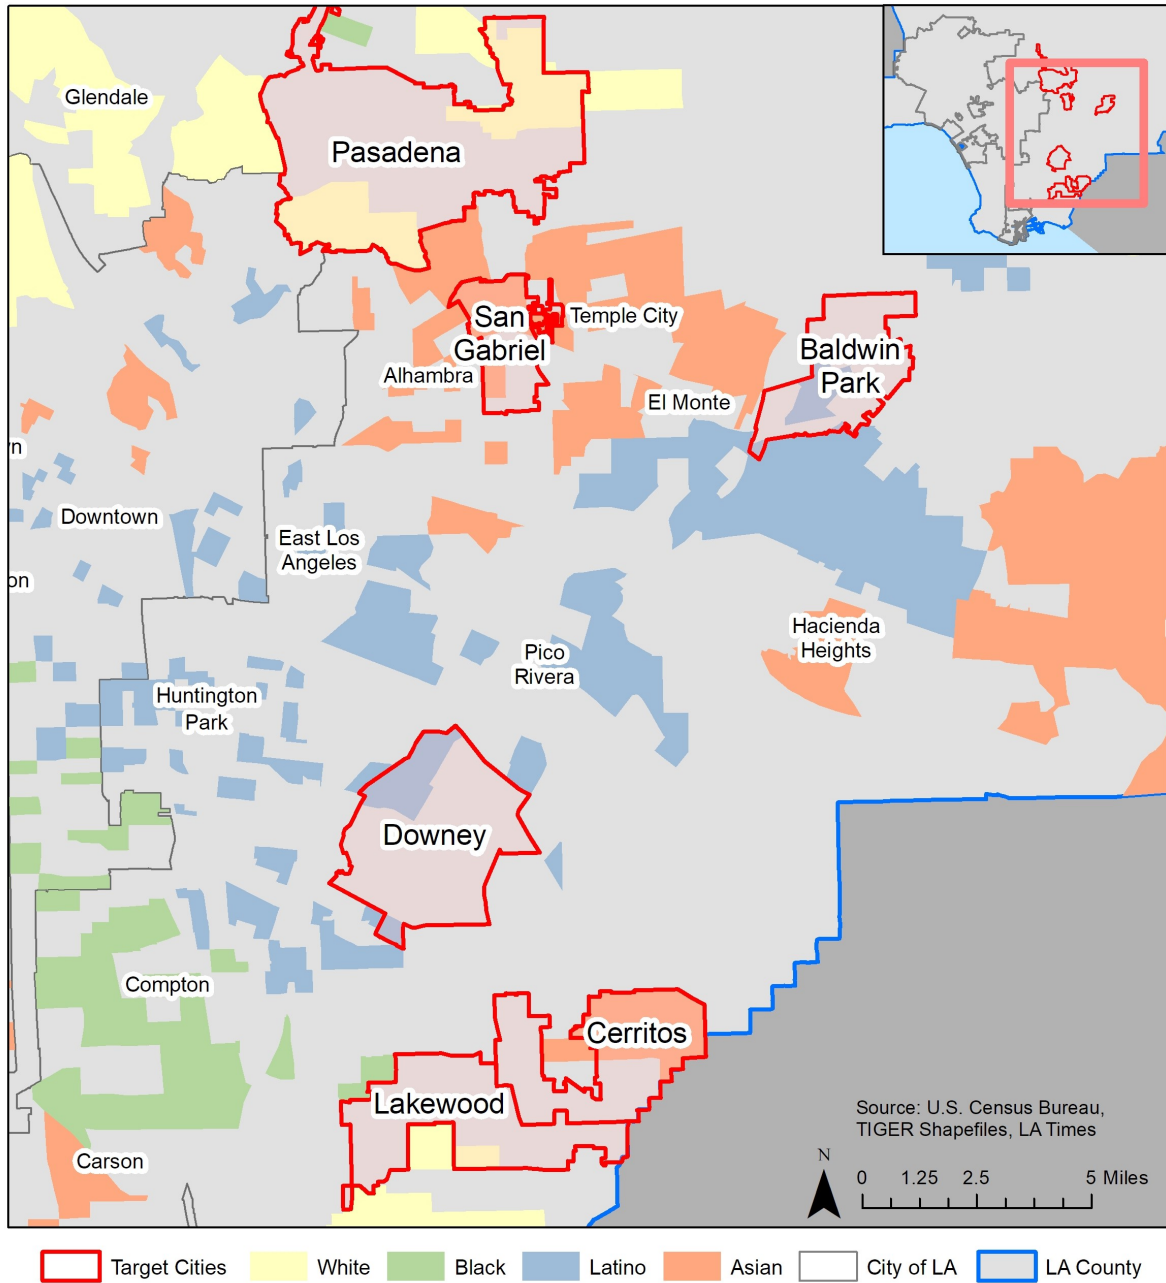 Glendale
Pasadena
San
Gabriel
Temple City
Alhambra
Baldwin
Park
El Monte
n
Downtown
East Los
Angeles
on
Hacienda
Heights
Pico
Rivera
Huntington
Park
Downey
Compton
Cerritos
Lakewood
Carson
Source: U.S. Census Bureau,
TIGER Shapefiles, LA Times
N
0 1.25 2.5 5 Miles
Target Cities White Black Latino Asian City of LA LA County